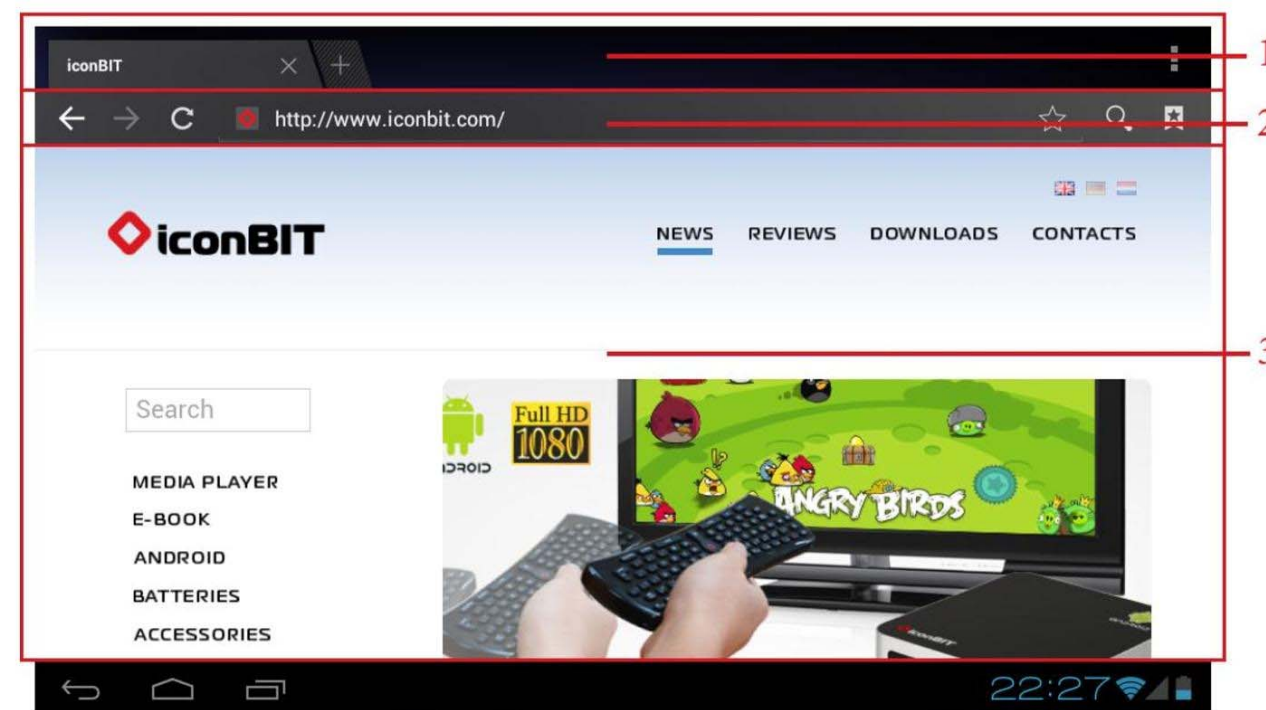 iconBIT
1
http://www.iconbit.com/
2
iconBIT
NEWS REVIEWS DOWNLOADS CONTACTS
3
Search
Full HD
1080
ANGRY BIRDS
MEDIA PLAYER
E-BOOK
ANDROID
BATTERIES
ACCESSORIES
iconBIT
22:27